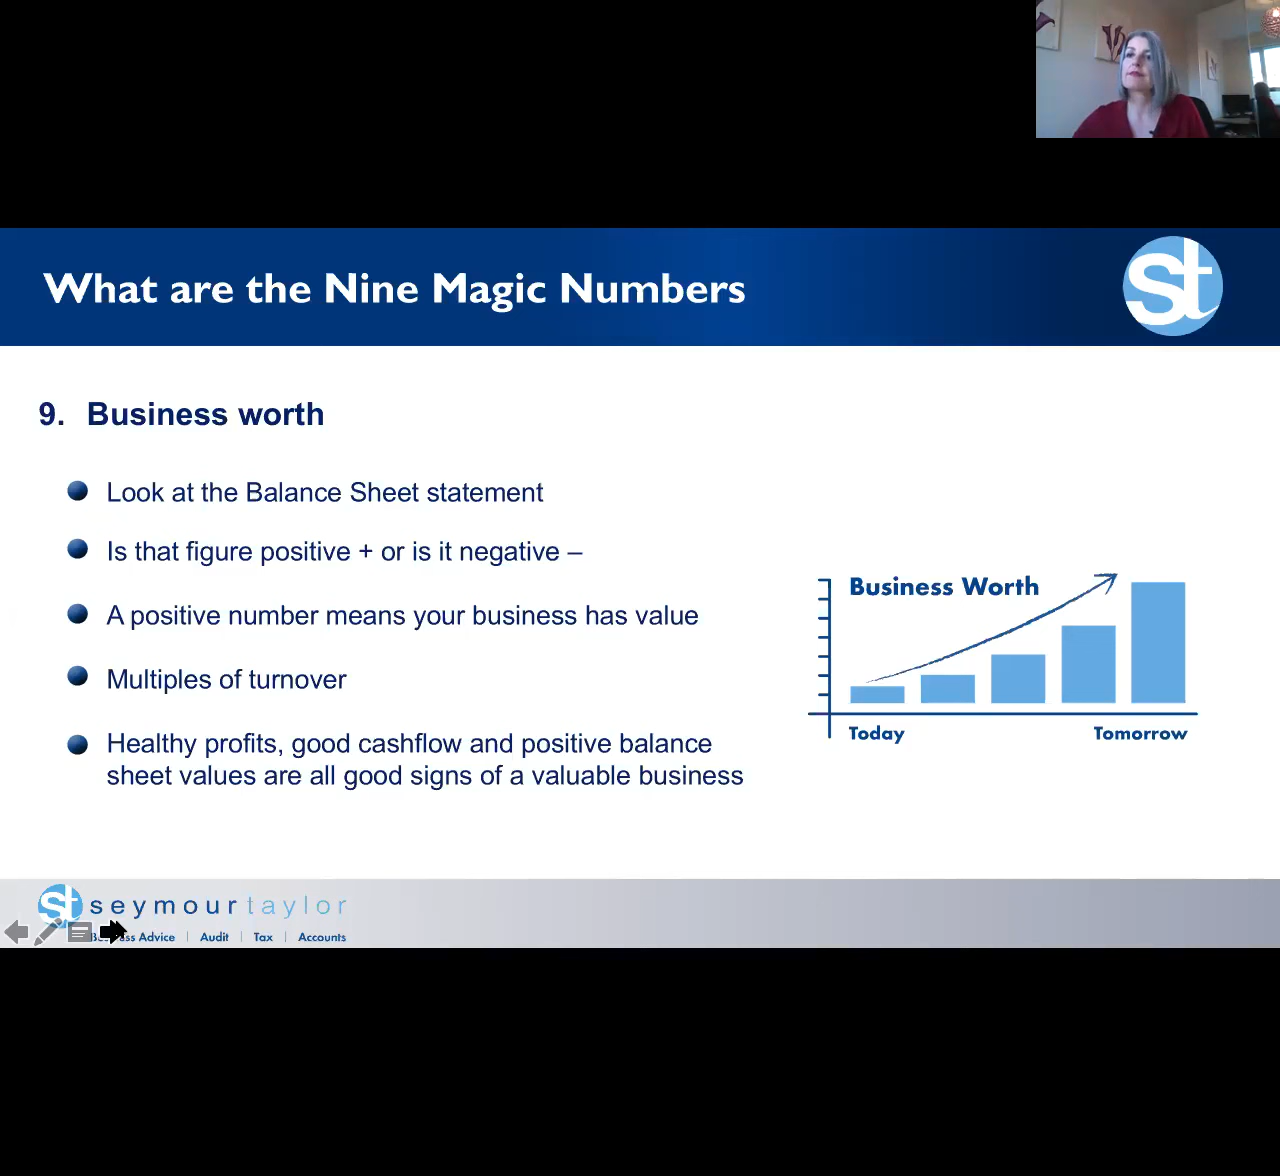 What are the Nine Magic Numbers
st
9. Business worth
Look at the Balance Sheet statement
Is that figure positive + or is it negative –
A positive number means your business has value
Multiples of turnover
Healthy profits, good cashflow and positive balance
sheet values are all good signs of a valuable business
Business Worth
Today
Tomorrow
st seymourtaylor
Advice | Audit | Tax | Accounts